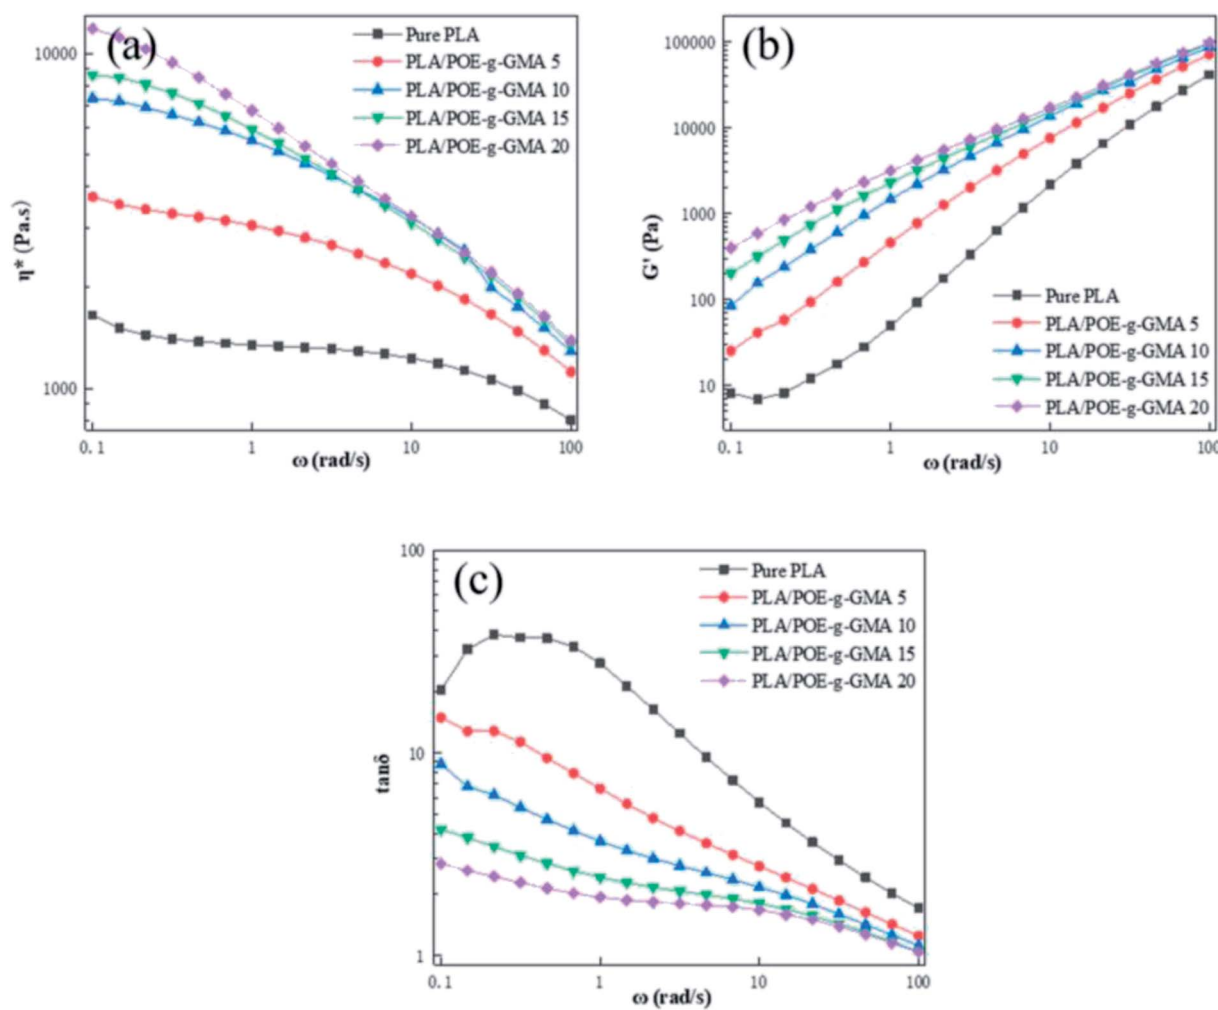 (a)
Pure PLA
PLA/POE-g-GMA 5
PLA/POE-g-GMA 10
PLA/POE-g-GMA 15
PLA/POE-g-GMA 20
10000
1000
η* (Pa.s)
0.1 1 10 100
ω (rad/s)
(b)
100000
10000
1000
100
10
G' (Pa)
Pure PLA
PLA/POE-g-GMA 5
PLA/POE-g-GMA 10
PLA/POE-g-GMA 15
PLA/POE-g-GMA 20
0.1 1 10 100
ω (rad/s)
(c)
Pure PLA
PLA/POE-g-GMA 5
PLA/POE-g-GMA 10
PLA/POE-g-GMA 15
PLA/POE-g-GMA 20
100
10
1
tanδ
0.1 1 10 100
ω (rad/s)